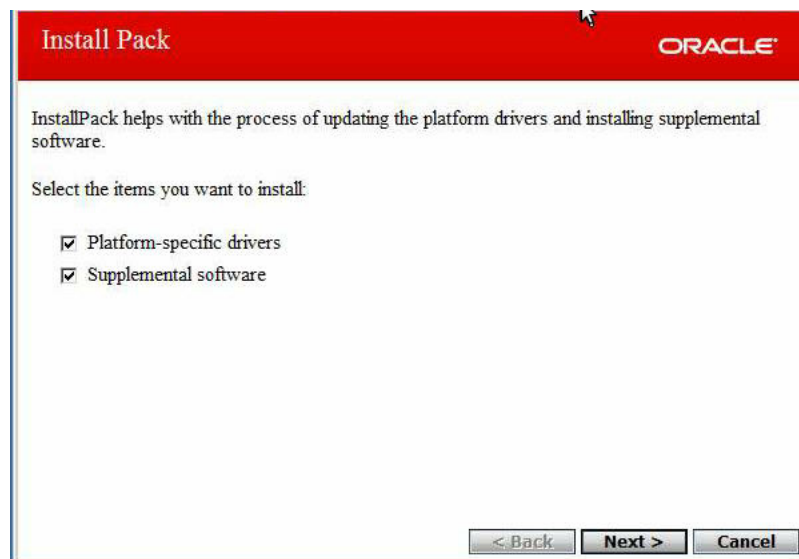 Install Pack
ORACLE
InstallPack helps with the process of updating the platform drivers and installing supplemental
software.
Select the items you want to install:
Platform-specific drivers
Supplemental software
< Back Next > Cancel